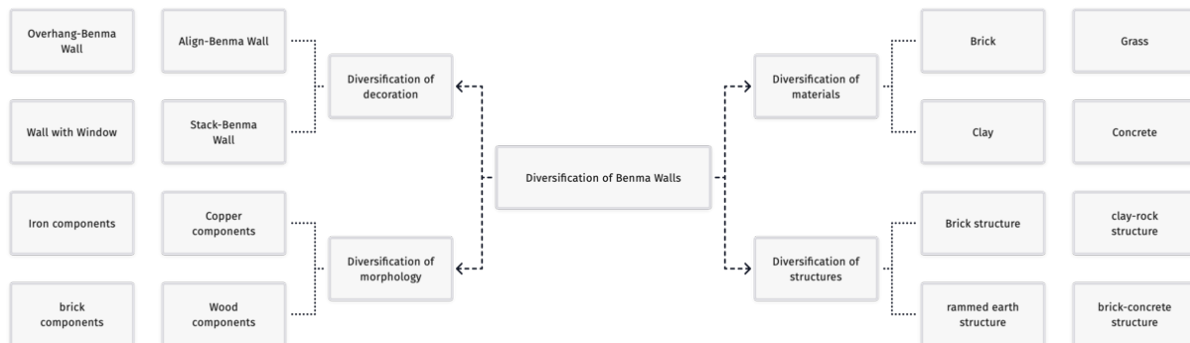 Overhang-Benma
Wall
Align-Benma Wall
Diversification of
decoration
Wall with Window
Stack-Benma
Wall
Iron components
Copper
components
Diversification of
morphology
brick
components
Wood
components
Diversification of Benma Walls
Diversification of
materials
Brick
Grass
Clay
Concrete
Diversification of
structures
Brick structure
clay-rock
structure
rammed earth
structure
brick-concrete
structure